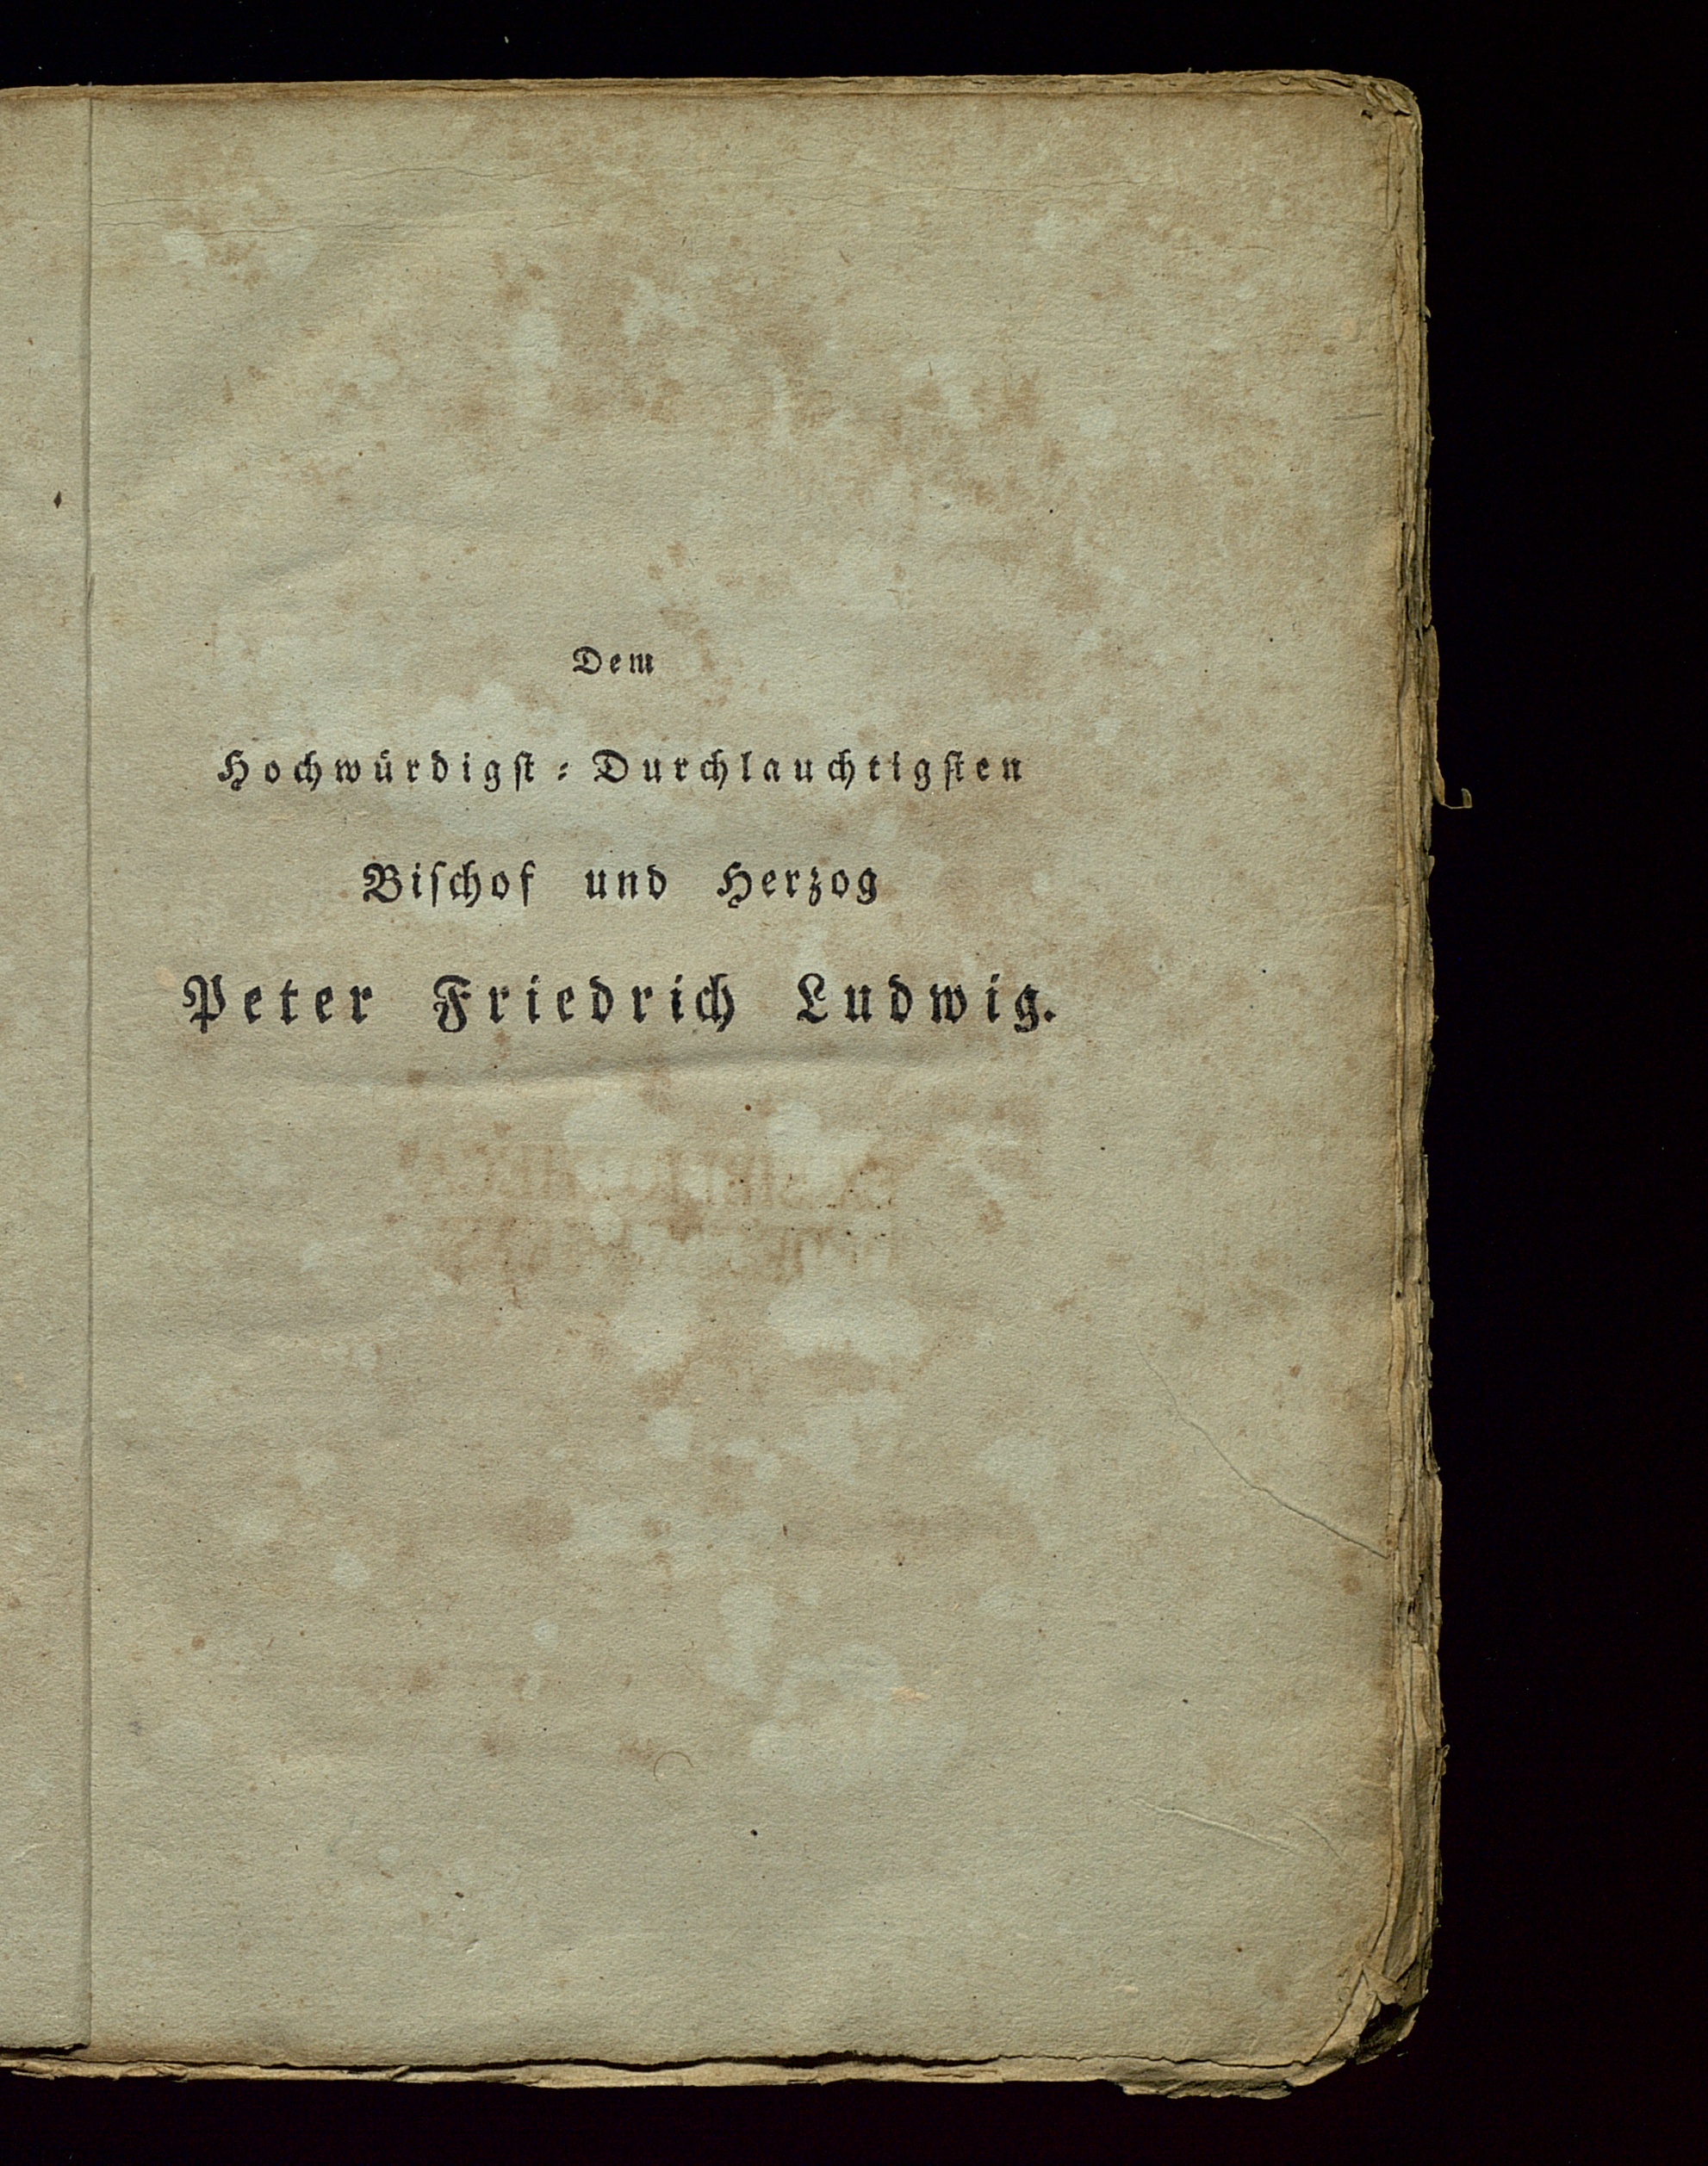 Dem
Hochwürdigſt⸗Durchlauchtigſten
Biſchof und Herzog
Peter Friedrich Ludwig.